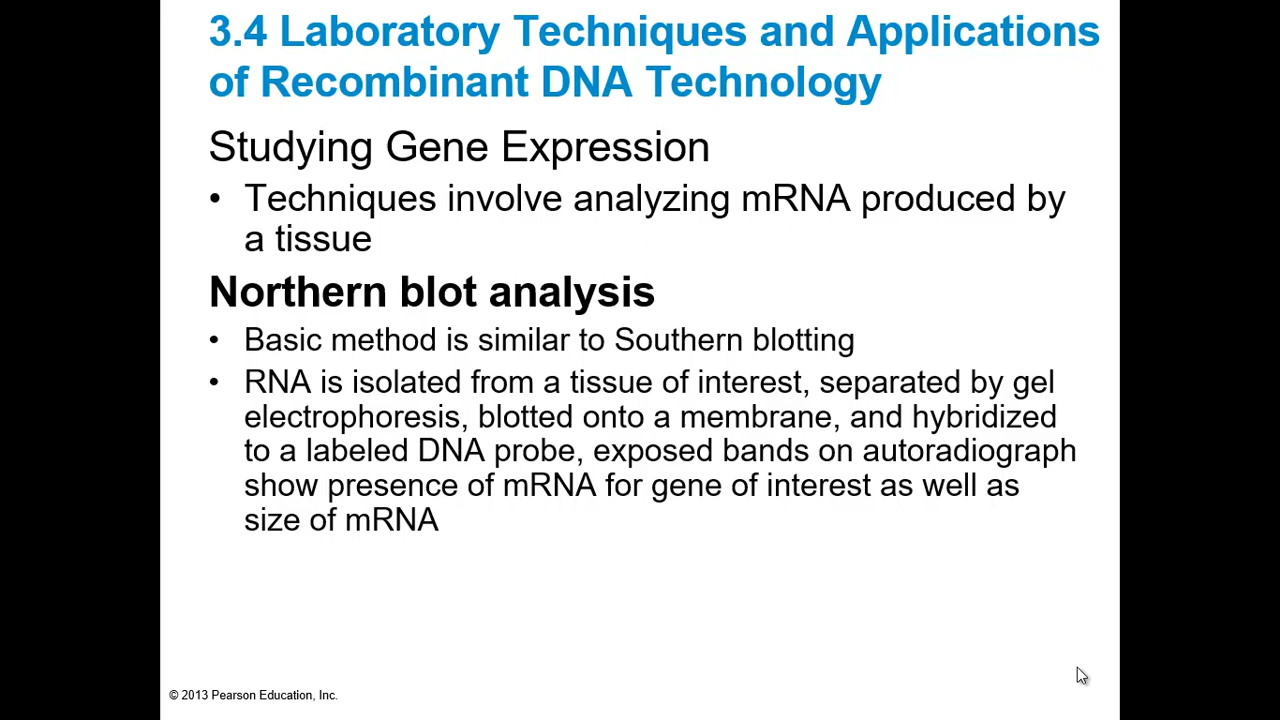 3.4 Laboratory Techniques and Applications
of Recombinant DNA Technology
Studying Gene Expression
• Techniques involve analyzing mRNA produced by
a tissue
Northern blot analysis
• Basic method is similar to Southern blotting
• RNA is isolated from a tissue of interest, separated by gel
electrophoresis, blotted onto a membrane, and hybridized
to a labeled DNA probe, exposed bands on autoradiograph
show presence of mRNA for gene of interest as well as
size of mRNA
© 2013 Pearson Education, Inc.